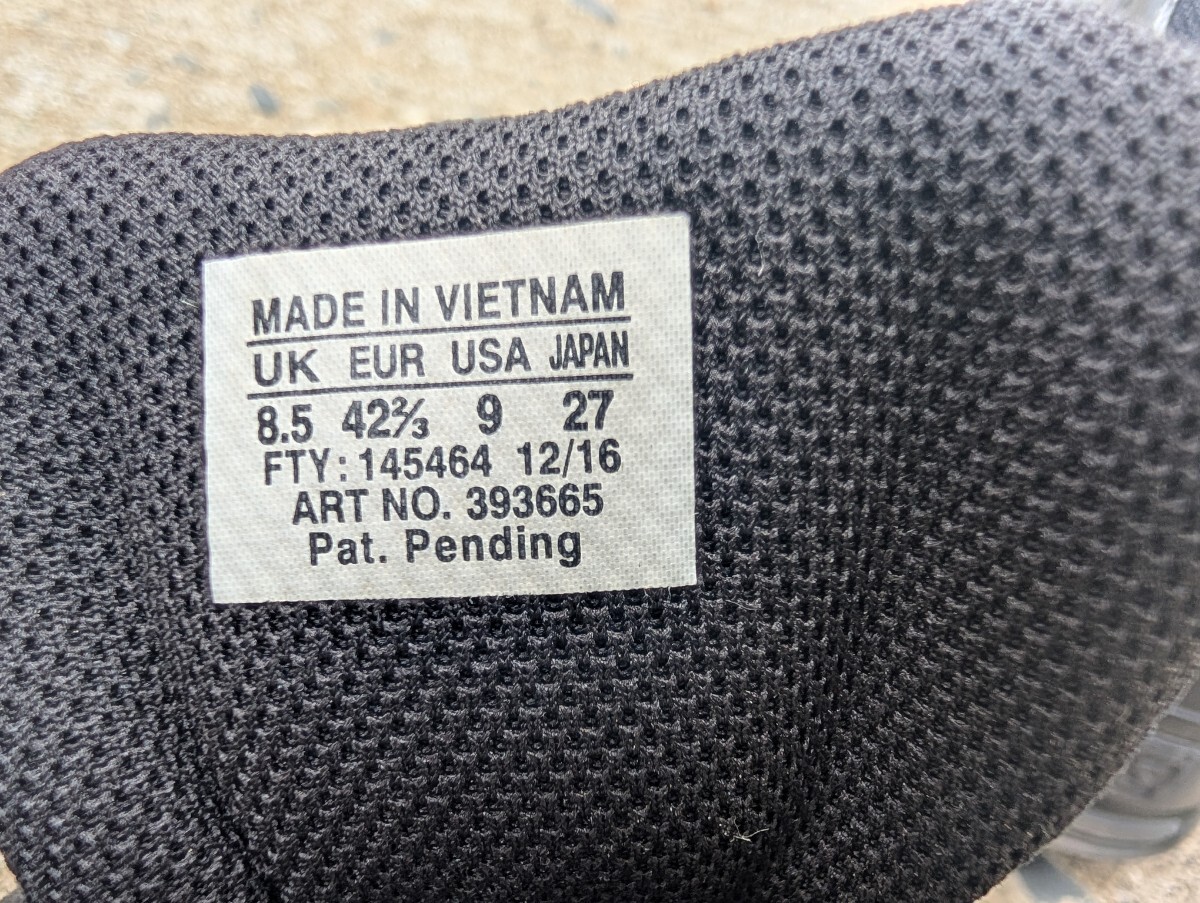 MADE IN VIETNAM
UK EUR USA JAPAN
8.5 42⅔ 9 27
FTY: 145464 12/16
ART NO. 393665
Pat. Pending